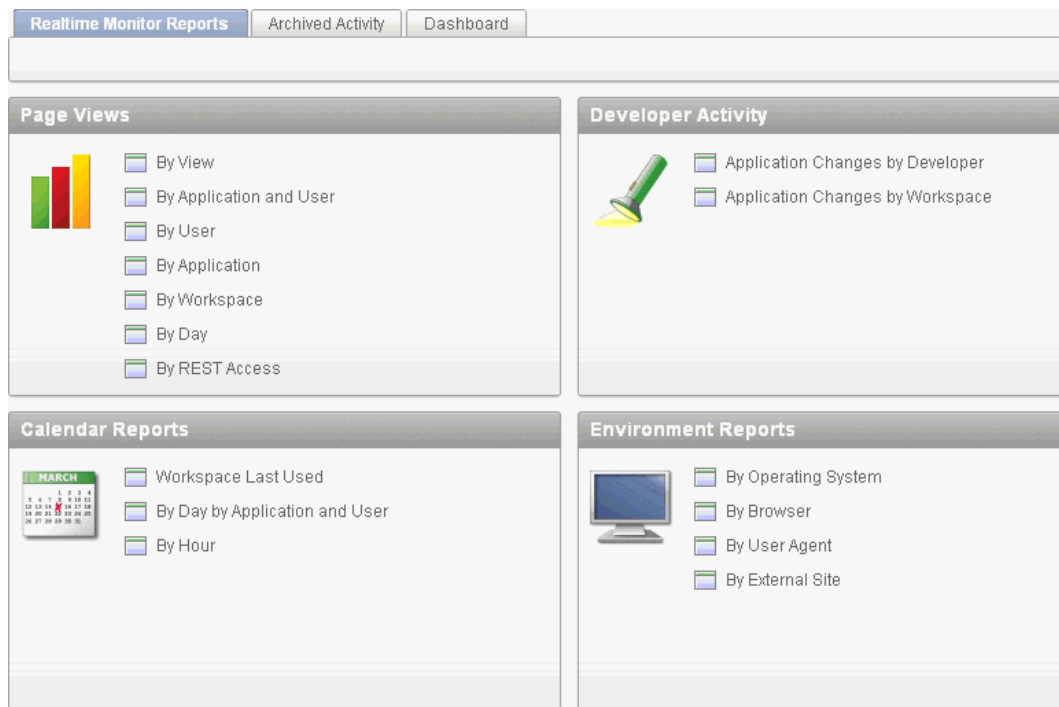 Realtime Monitor Reports
Archived Activity
Dashboard
Page Views
By View
By Application and User
By User
By Application
By Workspace
By Day
By REST Access
Developer Activity
Application Changes by Developer
Application Changes by Workspace
Calendar Reports
MARCH
Workspace Last Used
By Day by Application and User
By Hour
Environment Reports
By Operating System
By Browser
By User Agent
By External Site